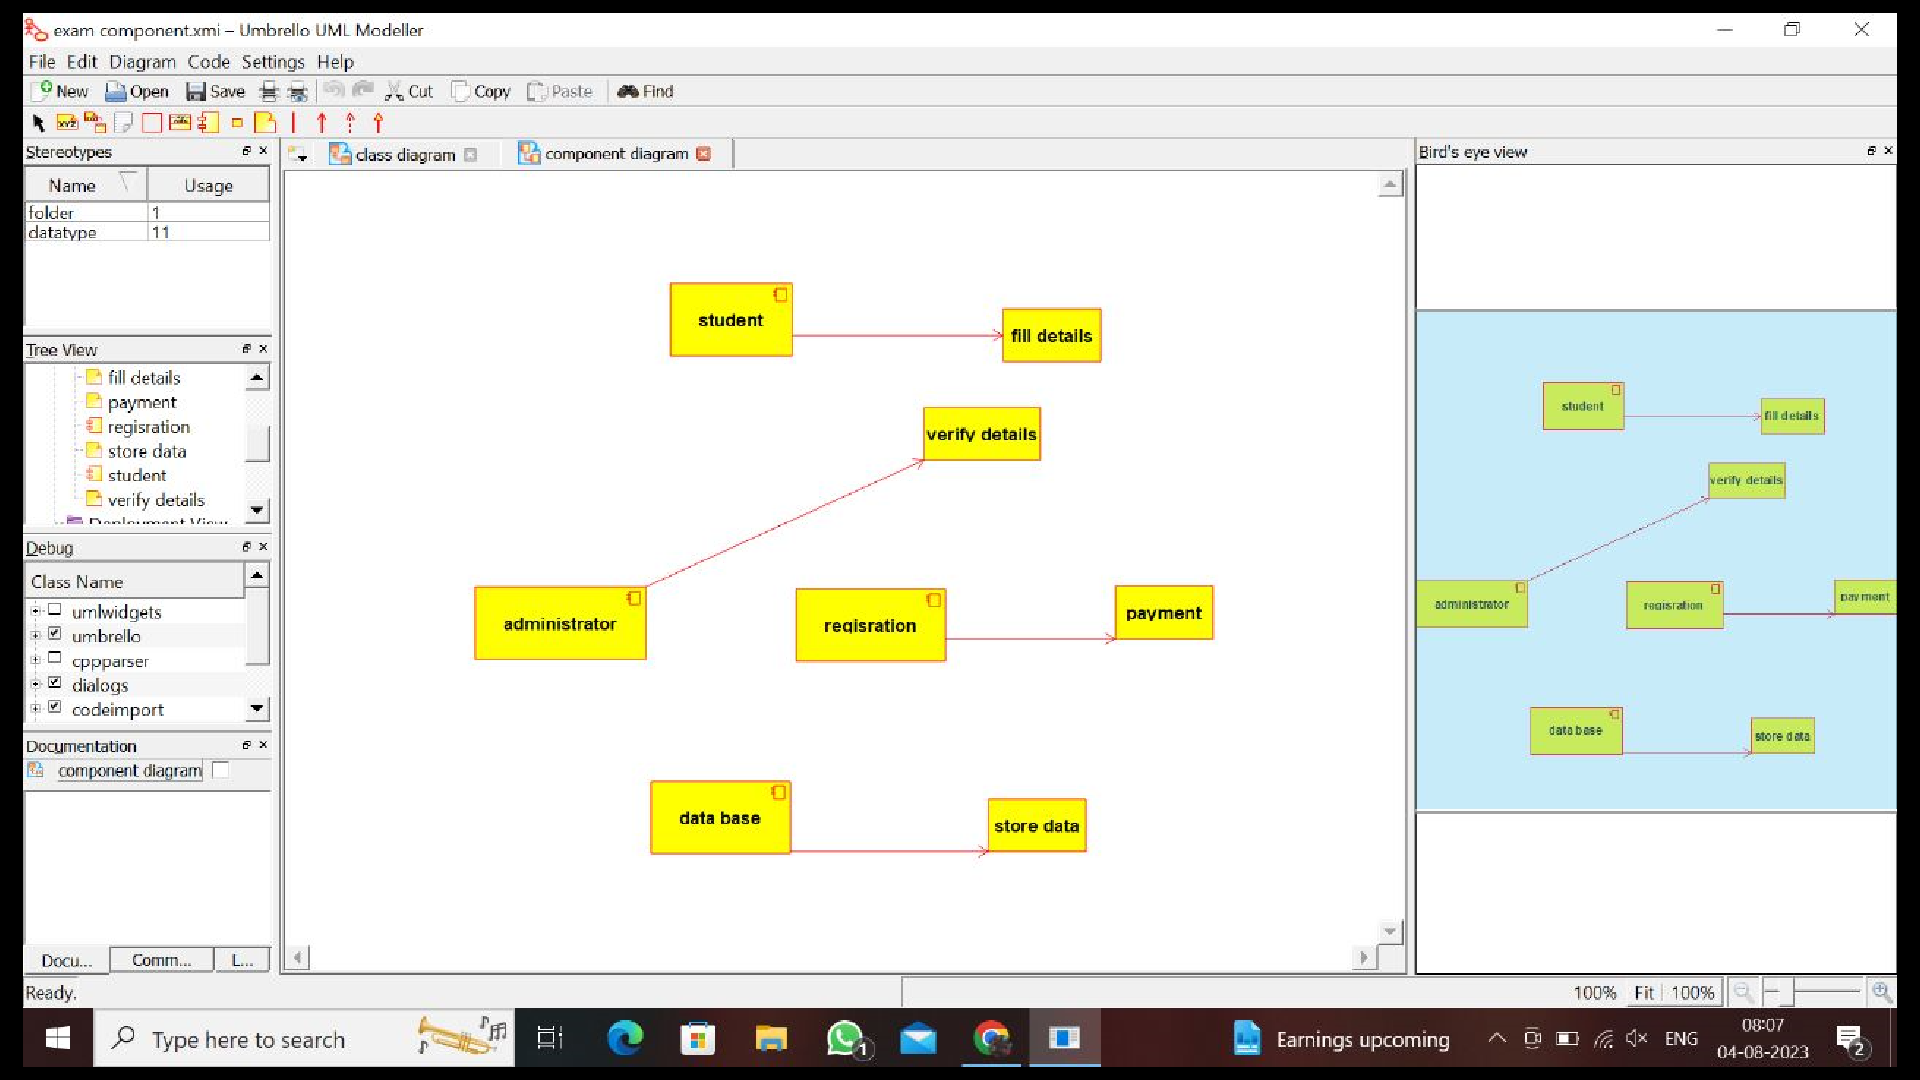 exam component.xmi – Umbrello UML Modeller
File Edit Diagram Code Settings Help
New Open Save Cut Copy Paste Find
Stereotypes
Name Usage
folder 1
datatype 11
Tree View
fill details
payment
regisration
store data
student
verify details
Deployment View
Debug
Class Name
umlwidgets
umbrello
cppparser
dialogs
codeimport
Documentation
component diagram
Docu... Comm... L...
Ready.
class diagram component diagram
student
fill details
verify details
administrator
regisration
payment
data base
store data
Bird's eye view
student
fill details
verify details
administrator
regisration
payment
data base
store data
100% Fit 100%
Type here to search
1
Earnings upcoming
ENG
08:07
04-08-2023
2